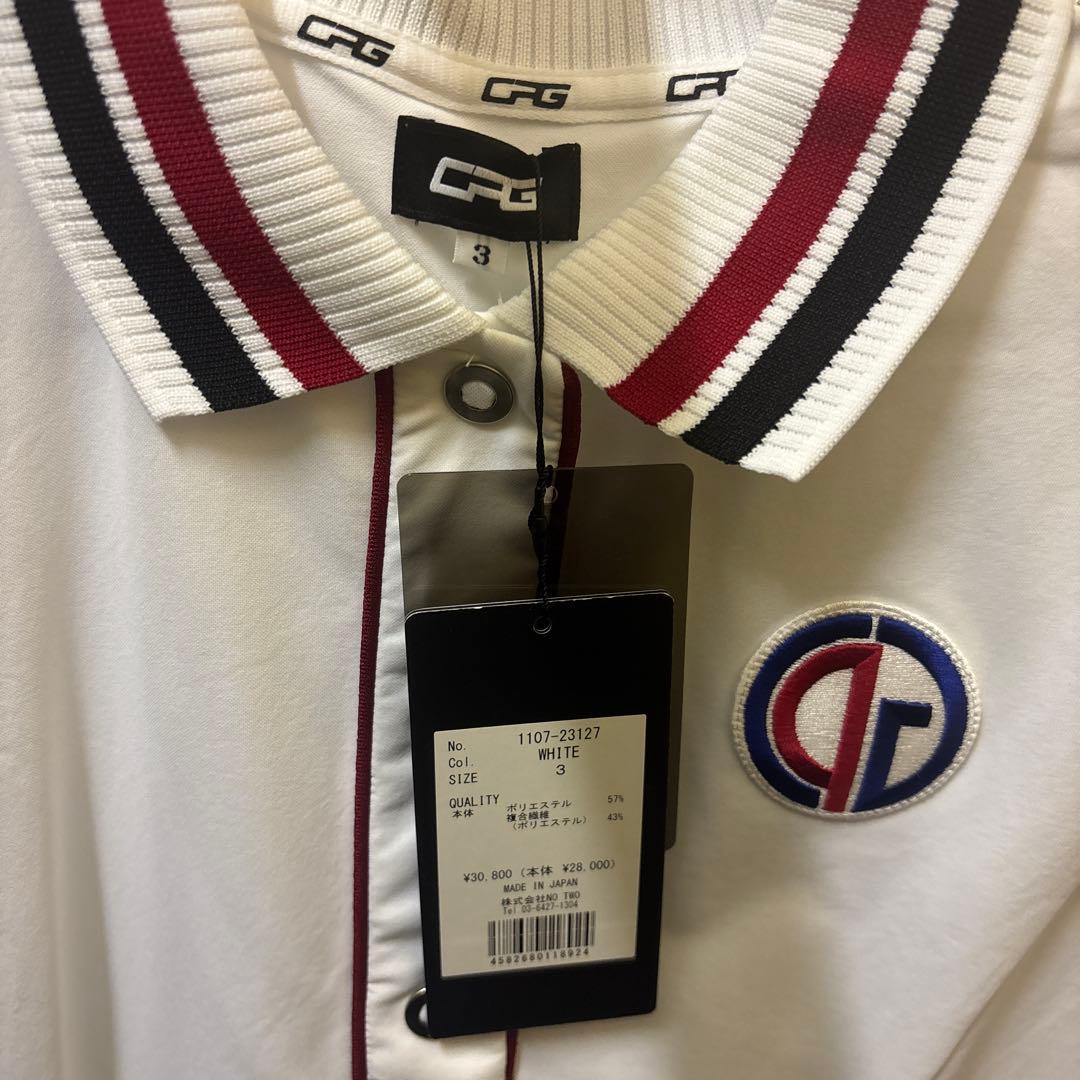 CPG
CPG
CPG
CPG
3
No. 1107-23127
Col. WHITE
SIZE 3
QUALITY
本体 ポリエステル 57%
複合繊維 43%
(ポリエステル)
¥30,800 (本体 ¥28,000)
MADE IN JAPAN
株式会社NO TWO
Tel 03-6427-1304
4582680118924